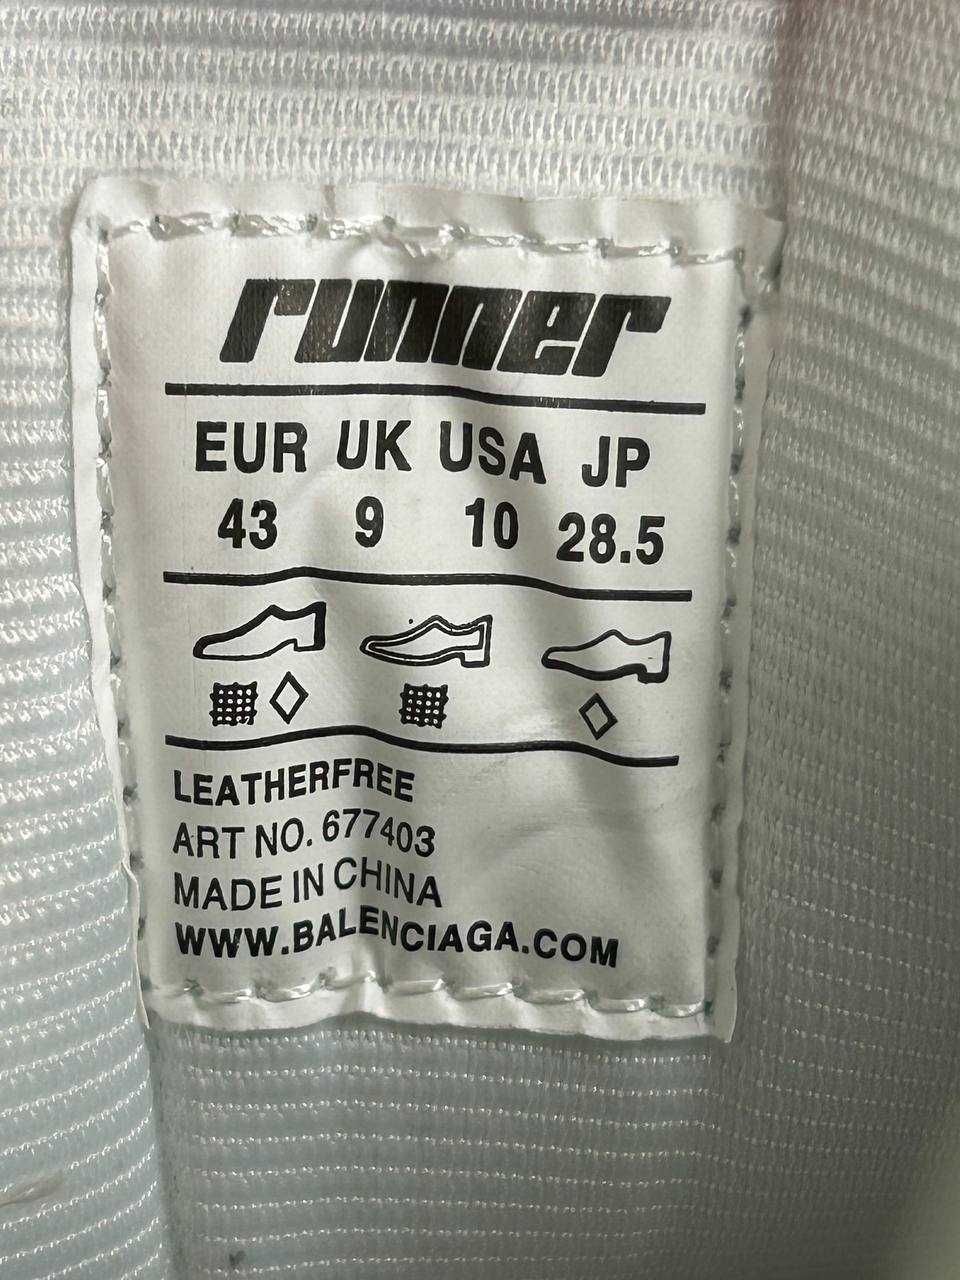 runner
EUR UK USA JP
43 9 10 28.5
LEATHERFREE
ART NO. 677403
MADE IN CHINA
WWW.BALENCIAGA.COM